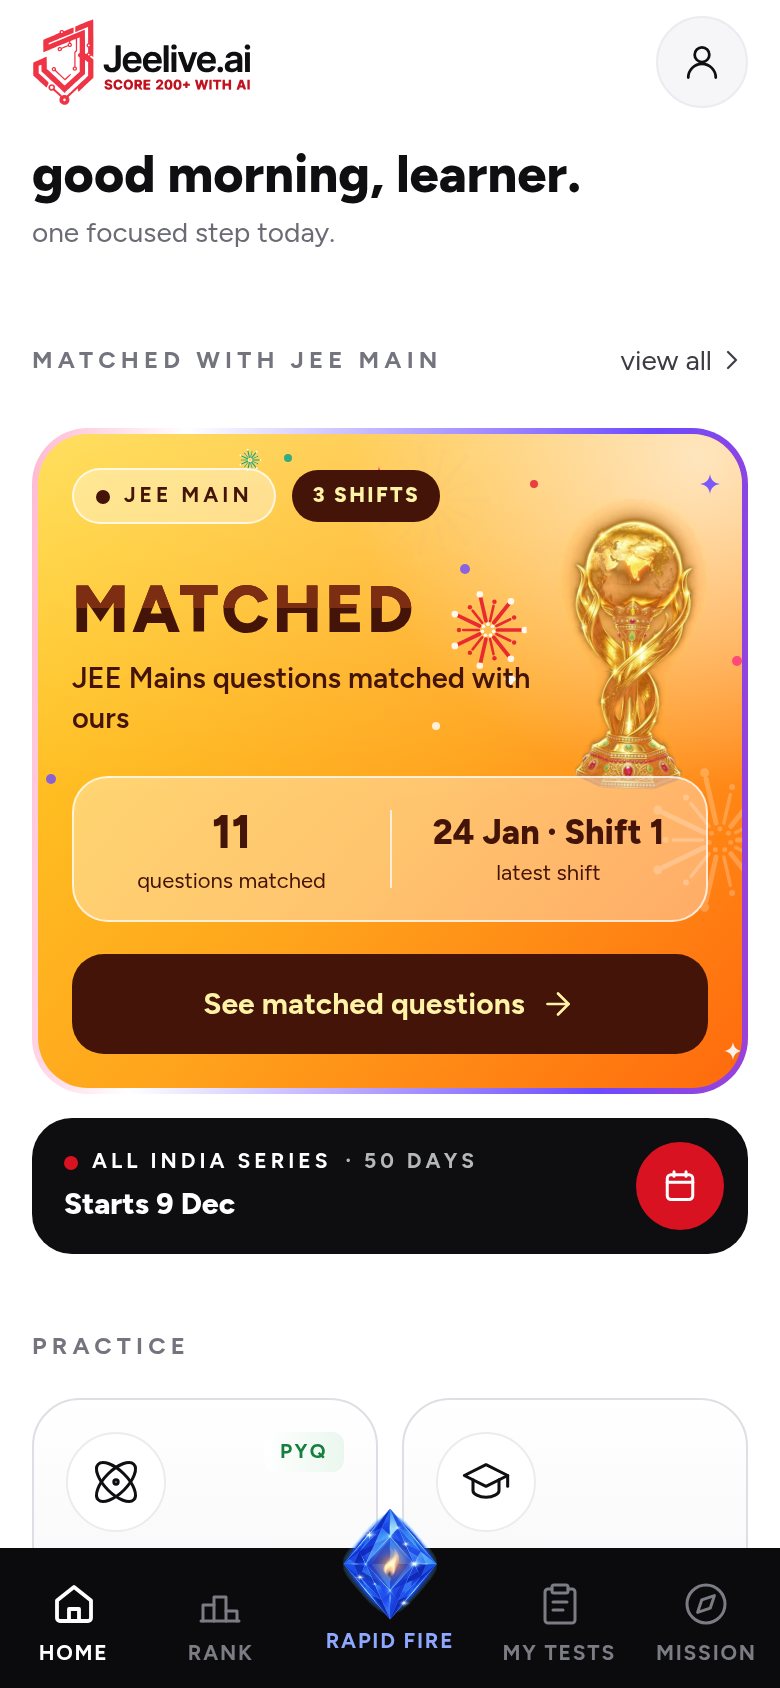 Jeelive.ai
SCORE 200+ WITH AI
good morning, learner.
one focused step today.
MATCHED WITH JEE MAIN
view all
JEE MAIN
3 SHIFTS
MATCHED
JEE Mains questions matched with
ours
11
questions matched
24 Jan · Shift 1
latest shift
See matched questions
ALL INDIA SERIES · 50 DAYS
Starts 9 Dec
PRACTICE
PYQ
HOME
RANK
RAPID FIRE
MY TESTS
MISSION